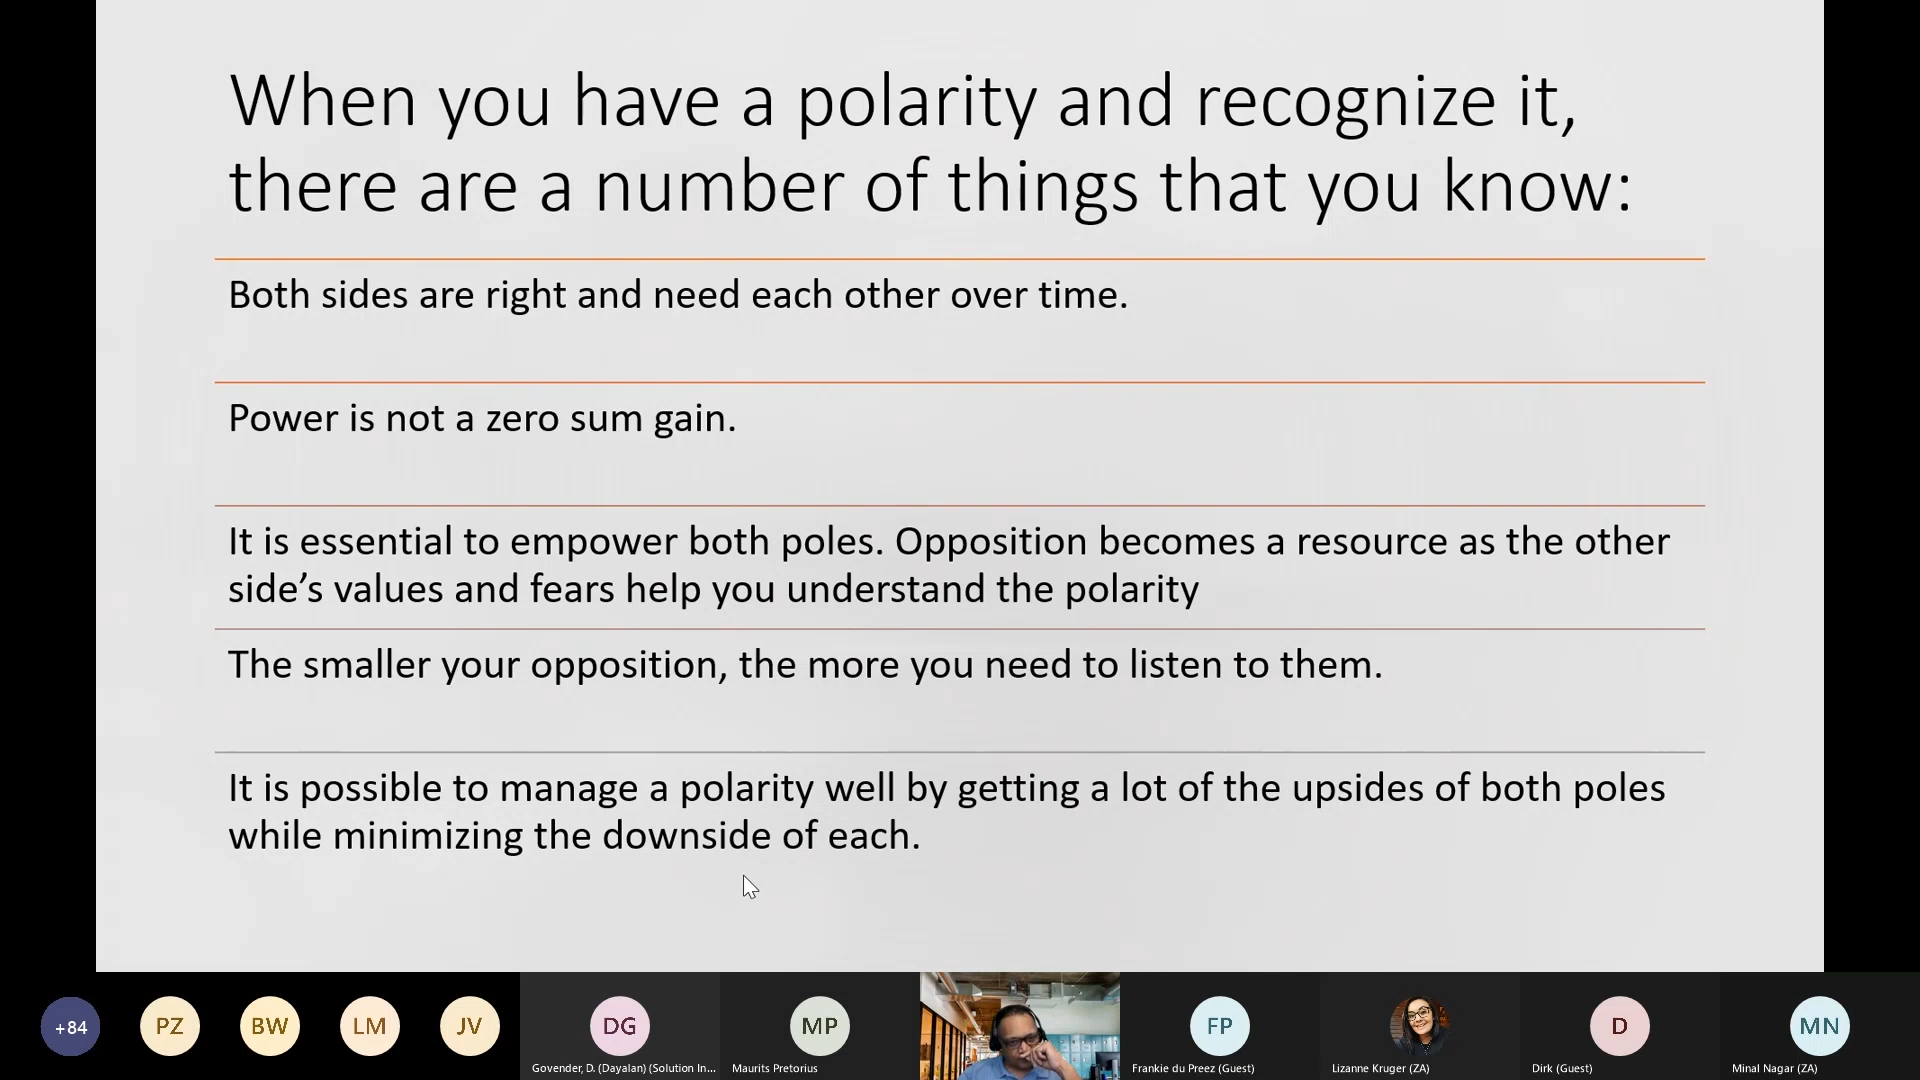 When you have a polarity and recognize it,
there are a number of things that you know:
Both sides are right and need each other over time.
Power is not a zero sum gain.
It is essential to empower both poles. Opposition becomes a resource as the other
side’s values and fears help you understand the polarity
The smaller your opposition, the more you need to listen to them.
It is possible to manage a polarity well by getting a lot of the upsides of both poles
while minimizing the downside of each.
+84
PZ
BW
LM
JV
DG
Govender, D. (Dayalan) (Solution In...
MP
Maurits Pretorius
FP
Frankie du Preez (Guest)
Lizanne Kruger (ZA)
D
Dirk (Guest)
MN
Minal Nagar (ZA)